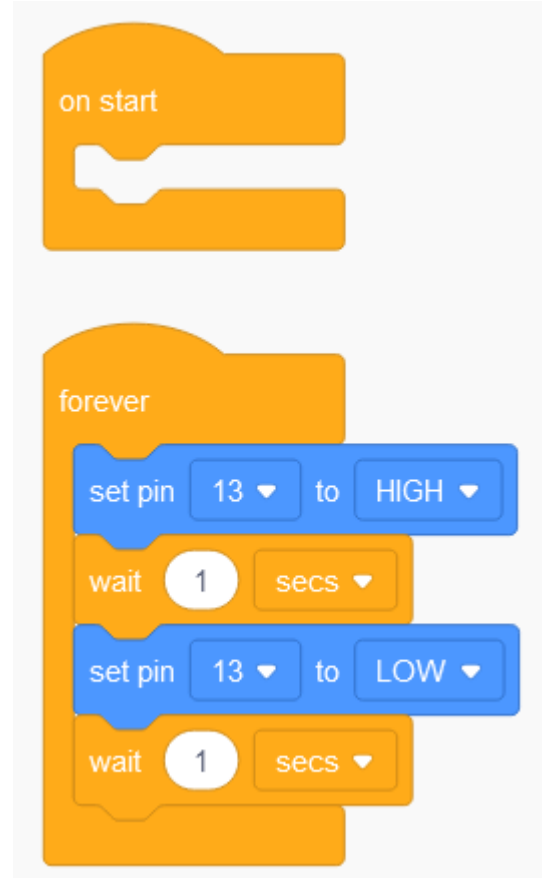 on start
forever
set pin 13 to HIGH
wait 1 secs
set pin 13 to LOW
wait 1 secs